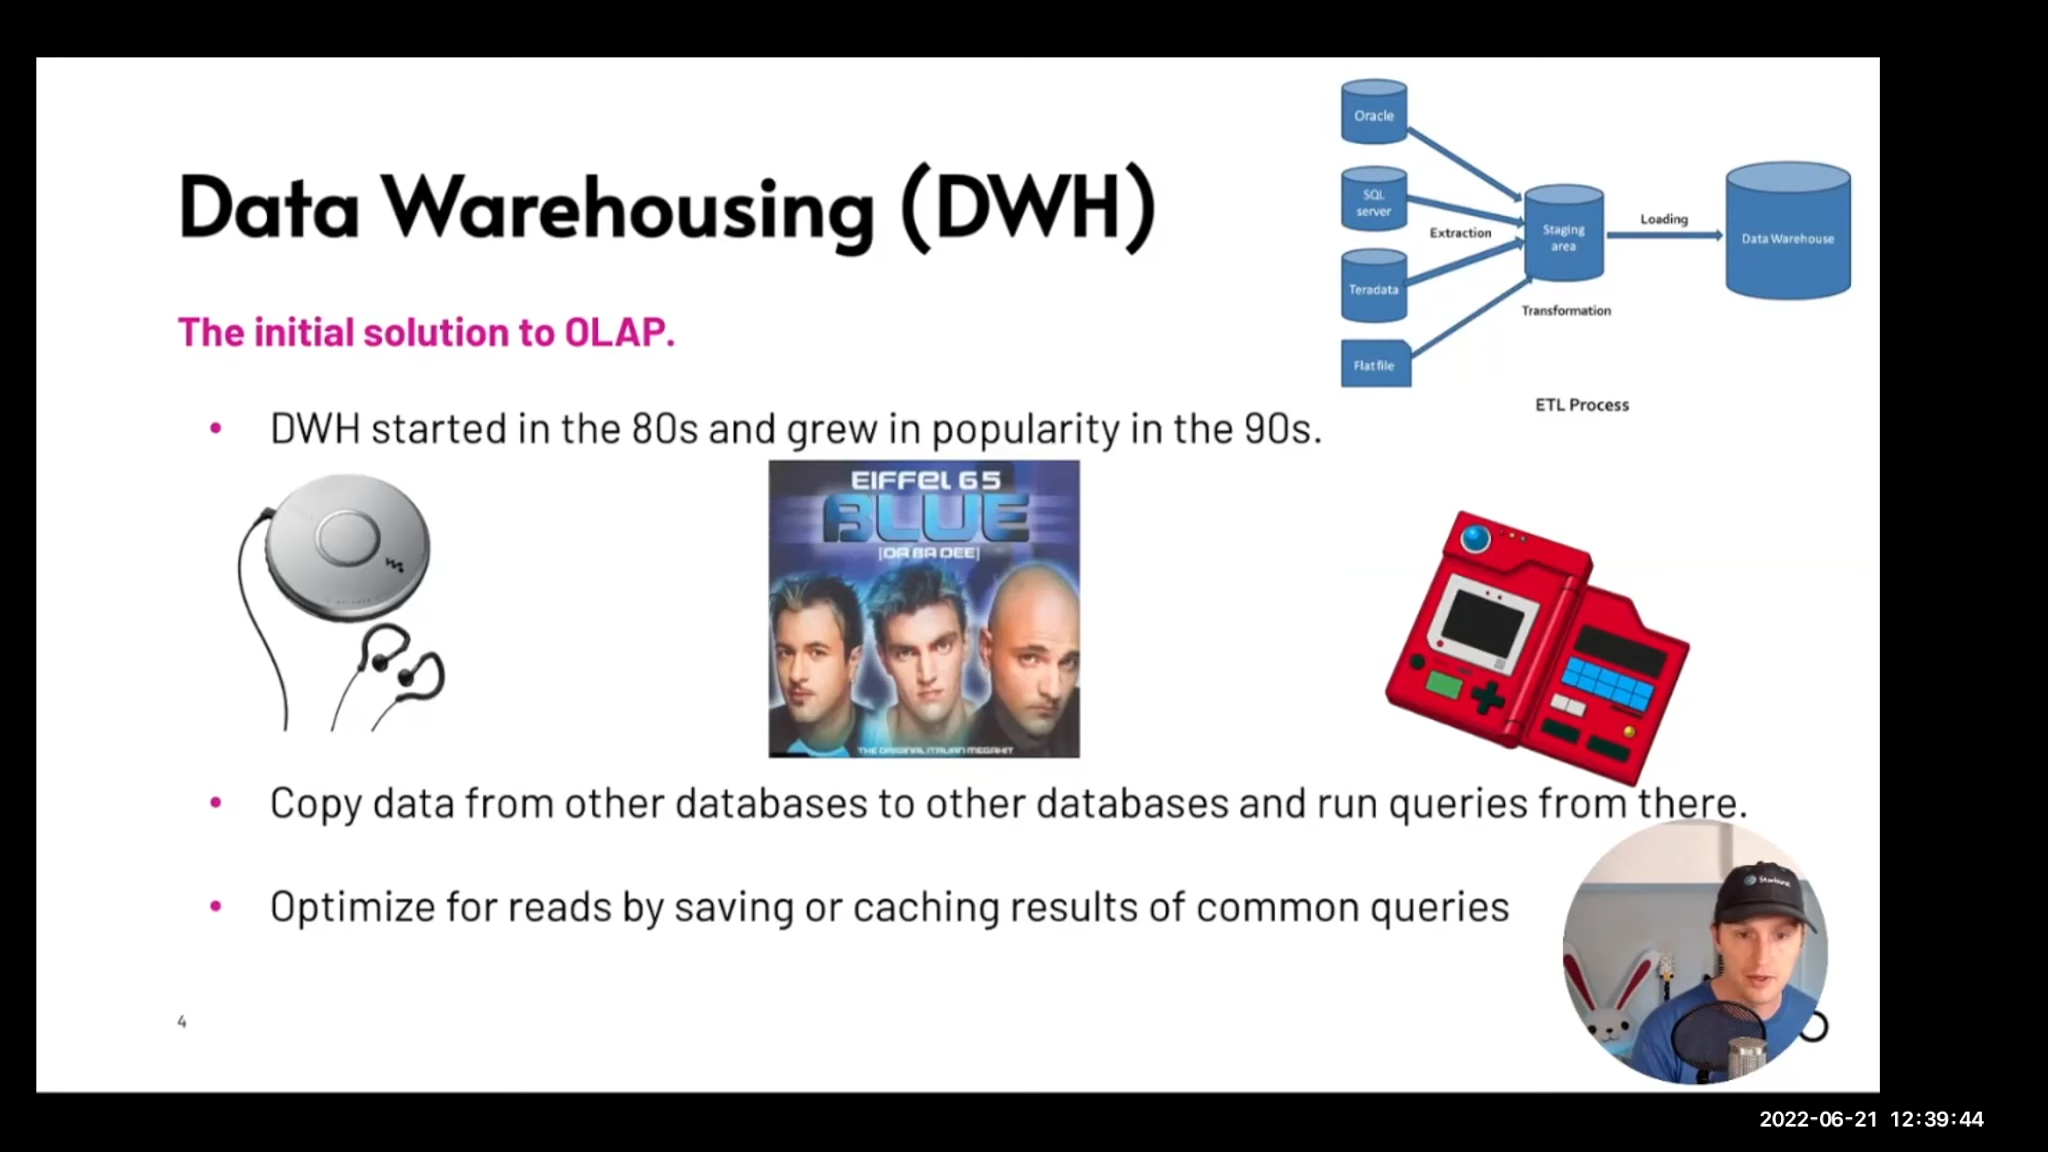 Data Warehousing (DWH)
The initial solution to OLAP.
Oracle
SQL
server
Teradata
Flat file
Extraction
Staging
area
Transformation
Loading
Data Warehouse
ETL Process
• DWH started in the 80s and grew in popularity in the 90s.
EIFFEL 65
BLUE
[DA BA DEE]
THE ORIGINAL ITALIAN MEGAHIT
• Copy data from other databases to other databases and run queries from there.
• Optimize for reads by saving or caching results of common queries
Starburst
4
2022-06-21 12:39:44